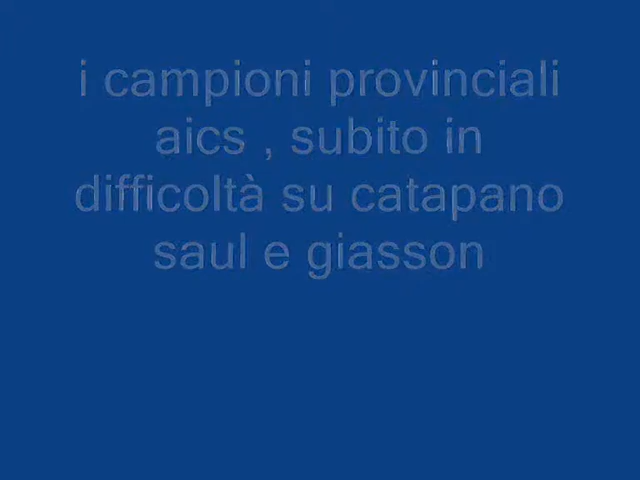 i campioni provinciali
aics , subito in
difficoltà su catapano
saul e giasson